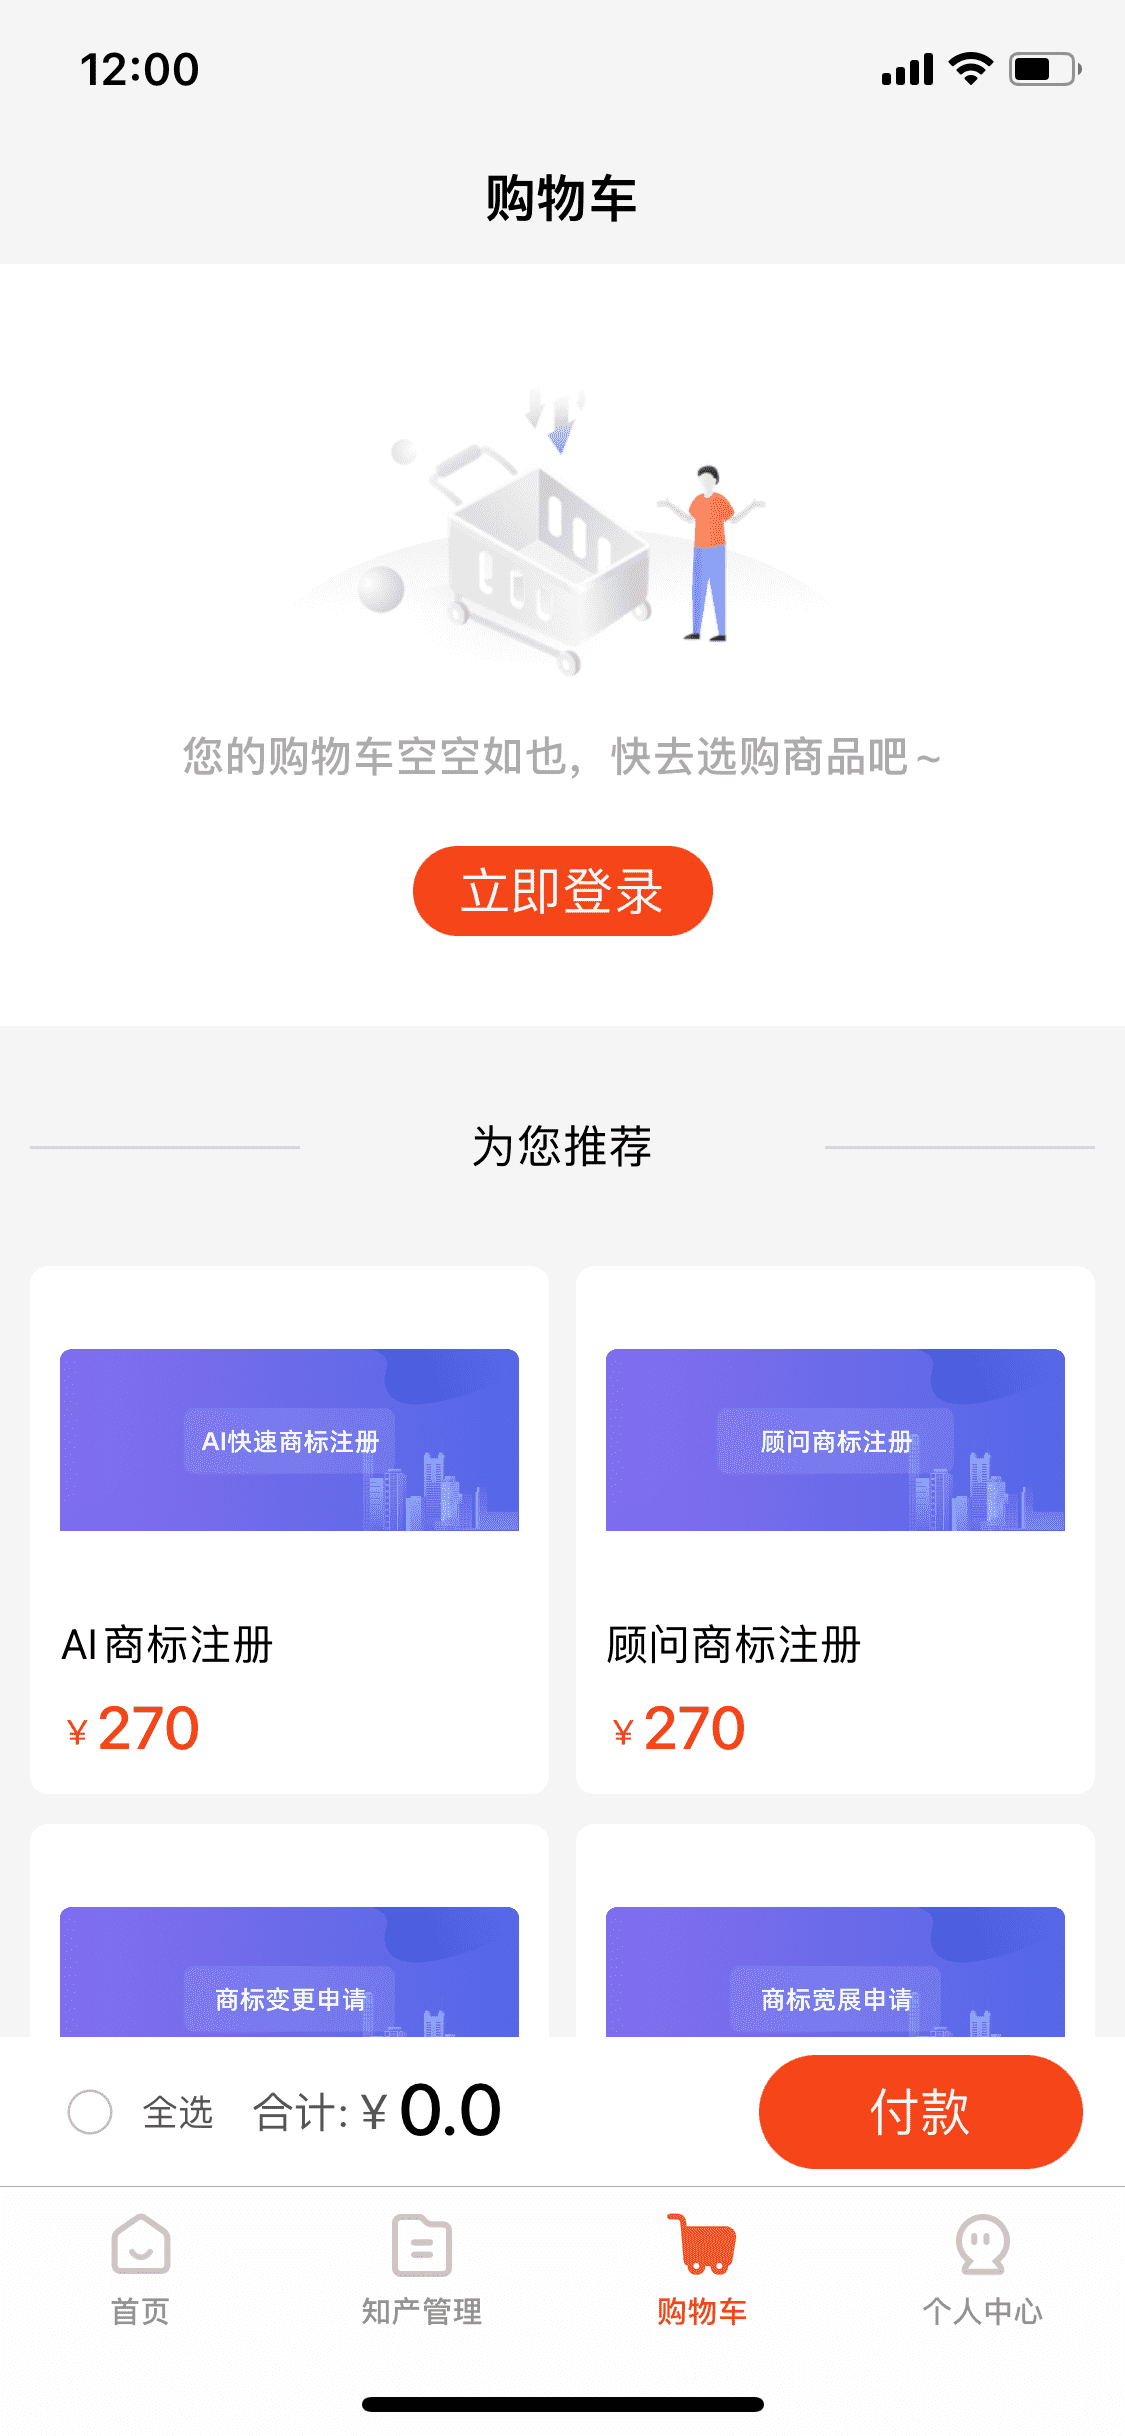 12:00
购物车
您的购物车空空如也，快去选购商品吧~
立即登录
为您推荐
AI快速商标注册
顾问商标注册
AI商标注册
顾问商标注册
¥270
¥270
商标变更申请
商标宽展申请
全选 合计:¥0.0
付款
首页
知产管理
购物车
个人中心